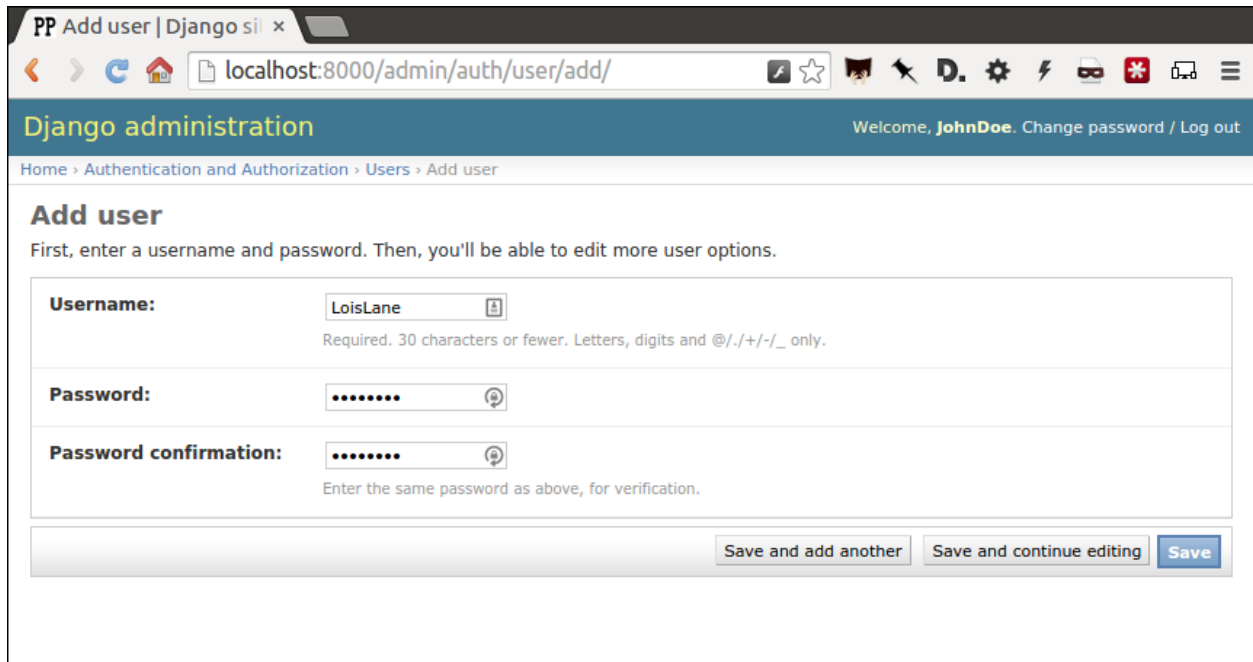 PP Add user | Django si
localhost:8000/admin/auth/user/add/
D.
Django administration
Welcome, JohnDoe. Change password / Log out
Home › Authentication and Authorization › Users › Add user
Add user
First, enter a username and password. Then, you'll be able to edit more user options.
Username:
LoisLane
Required. 30 characters or fewer. Letters, digits and @/./+/-/_ only.
Password:
••••••••
Password confirmation:
••••••••
Enter the same password as above, for verification.
Save and add another
Save and continue editing
Save